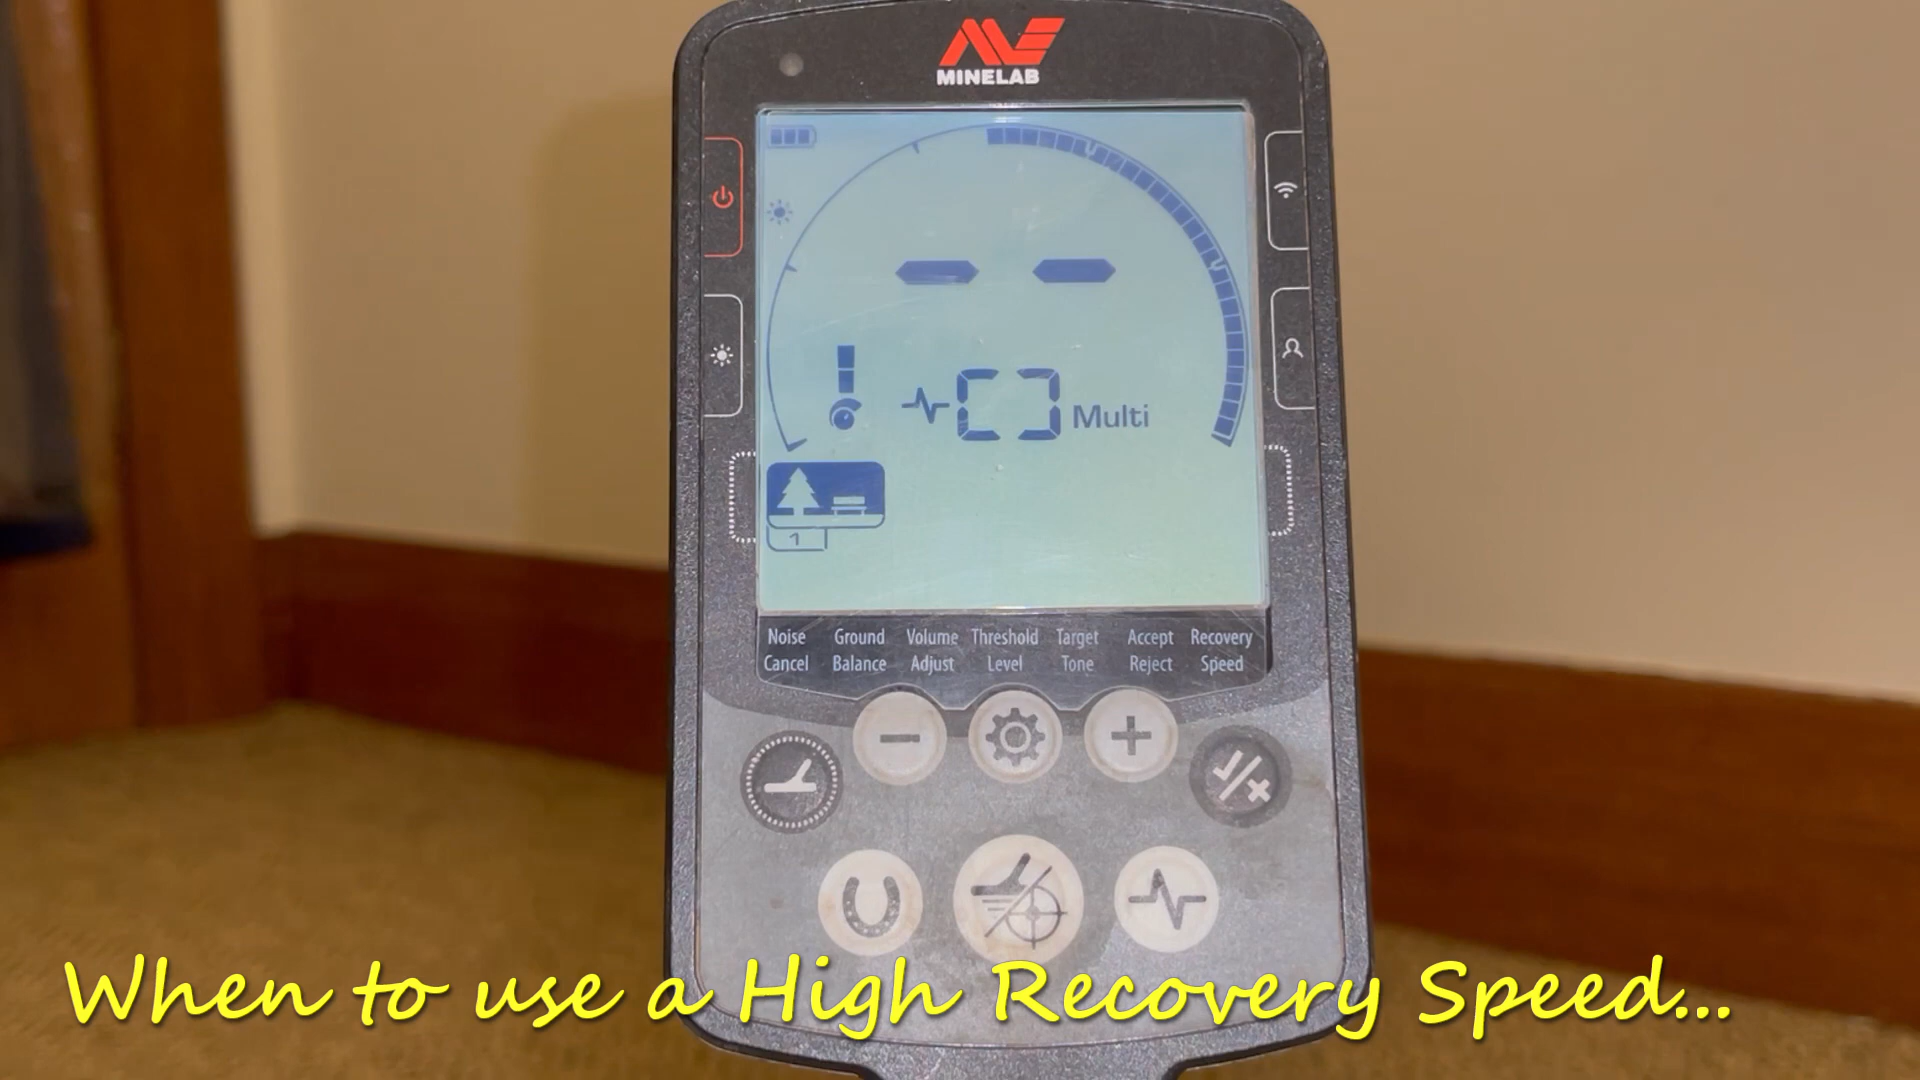 MINELAB
Multi
1
Noise Cancel
Ground Balance
Volume Adjust
Threshold Level
Target Tone
Accept Reject
Recovery Speed
When to use a High Recovery Speed...